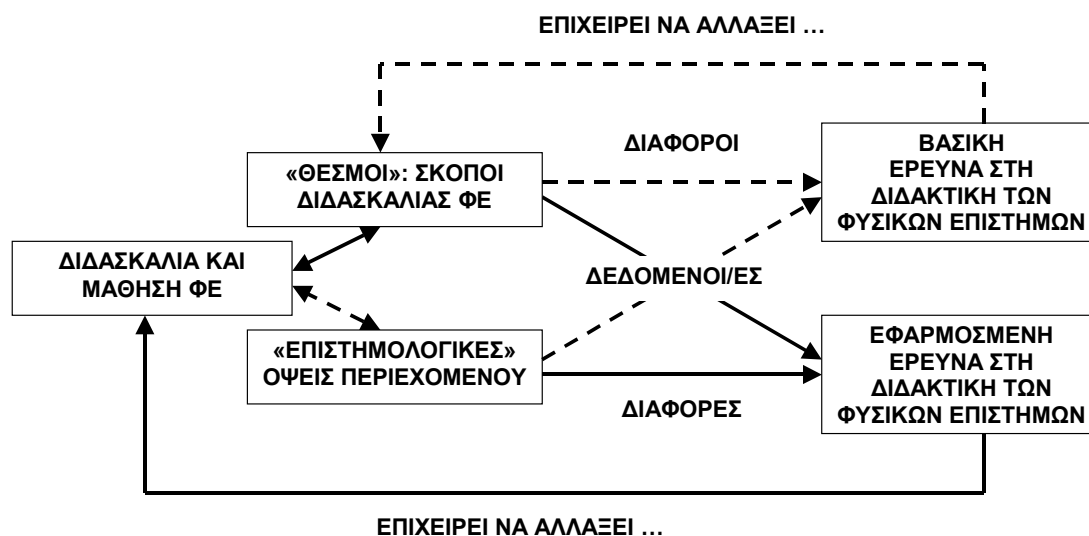 ΕΠΙΧΕΙΡΕΙ ΝΑ ΑΛΛΑΞΕΙ …
«ΘΕΣΜΟΙ»: ΣΚΟΠΟΙ
ΔΙΔΑΣΚΑΛΙΑΣ ΦΕ
ΔΙΑΦΟΡΟΙ
ΒΑΣΙΚΗ
ΕΡΕΥΝΑ ΣΤΗ
ΔΙΔΑΚΤΙΚΗ ΤΩΝ
ΦΥΣΙΚΩΝ ΕΠΙΣΤΗΜΩΝ
ΔΙΔΑΣΚΑΛΙΑ ΚΑΙ
ΜΑΘΗΣΗ ΦΕ
ΔΕΔΟΜΕΝΟΙ/ΕΣ
«ΕΠΙΣΤΗΜΟΛΟΓΙΚΕΣ»
ΟΨΕΙΣ ΠΕΡΙΕΧΟΜΕΝΟΥ
ΔΙΑΦΟΡΕΣ
ΕΦΑΡΜΟΣΜΕΝΗ
ΕΡΕΥΝΑ ΣΤΗ
ΔΙΔΑΚΤΙΚΗ ΤΩΝ
ΦΥΣΙΚΩΝ ΕΠΙΣΤΗΜΩΝ
ΕΠΙΧΕΙΡΕΙ ΝΑ ΑΛΛΑΞΕΙ …